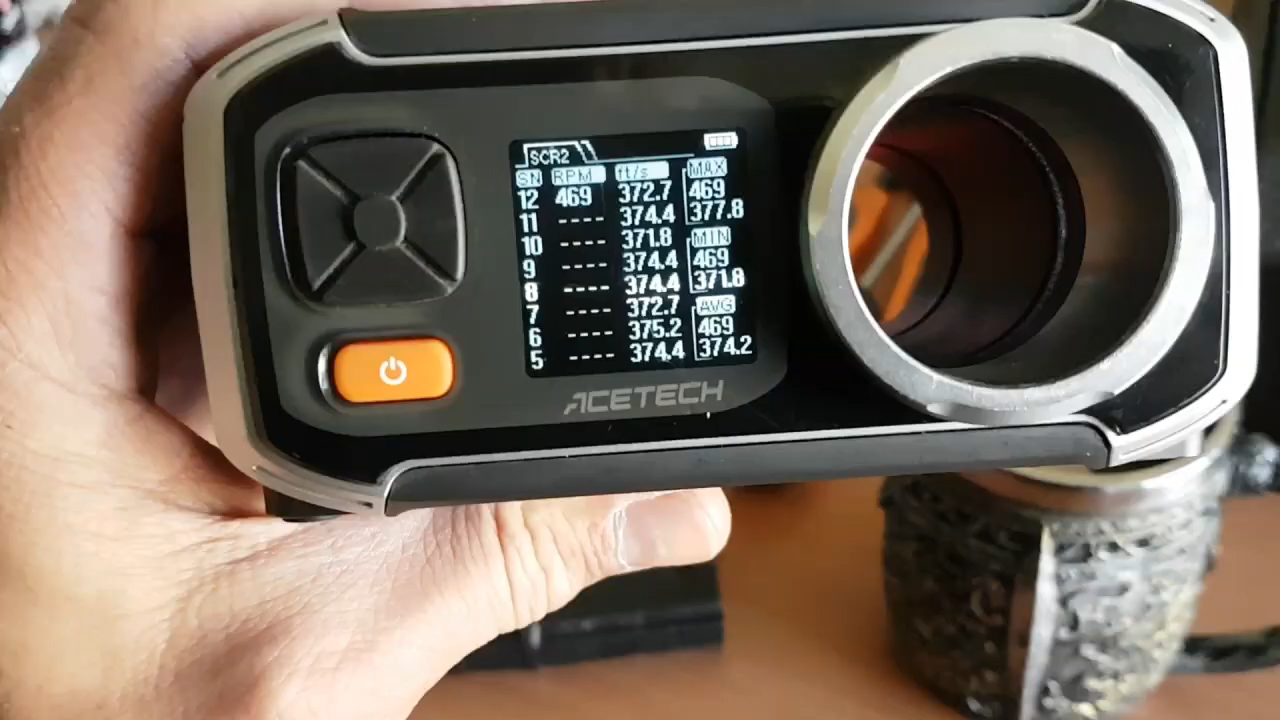 SCR2
SN RPM ft/s MAX
12 469 372.7 469
11 ---- 374.4 377.8
10 ---- 371.8 MIN
9 ---- 374.4 469
8 ---- 374.4 371.8
7 ---- 372.7 AVG
6 ---- 375.2 469
5 ---- 374.4 374.2
ACETECH